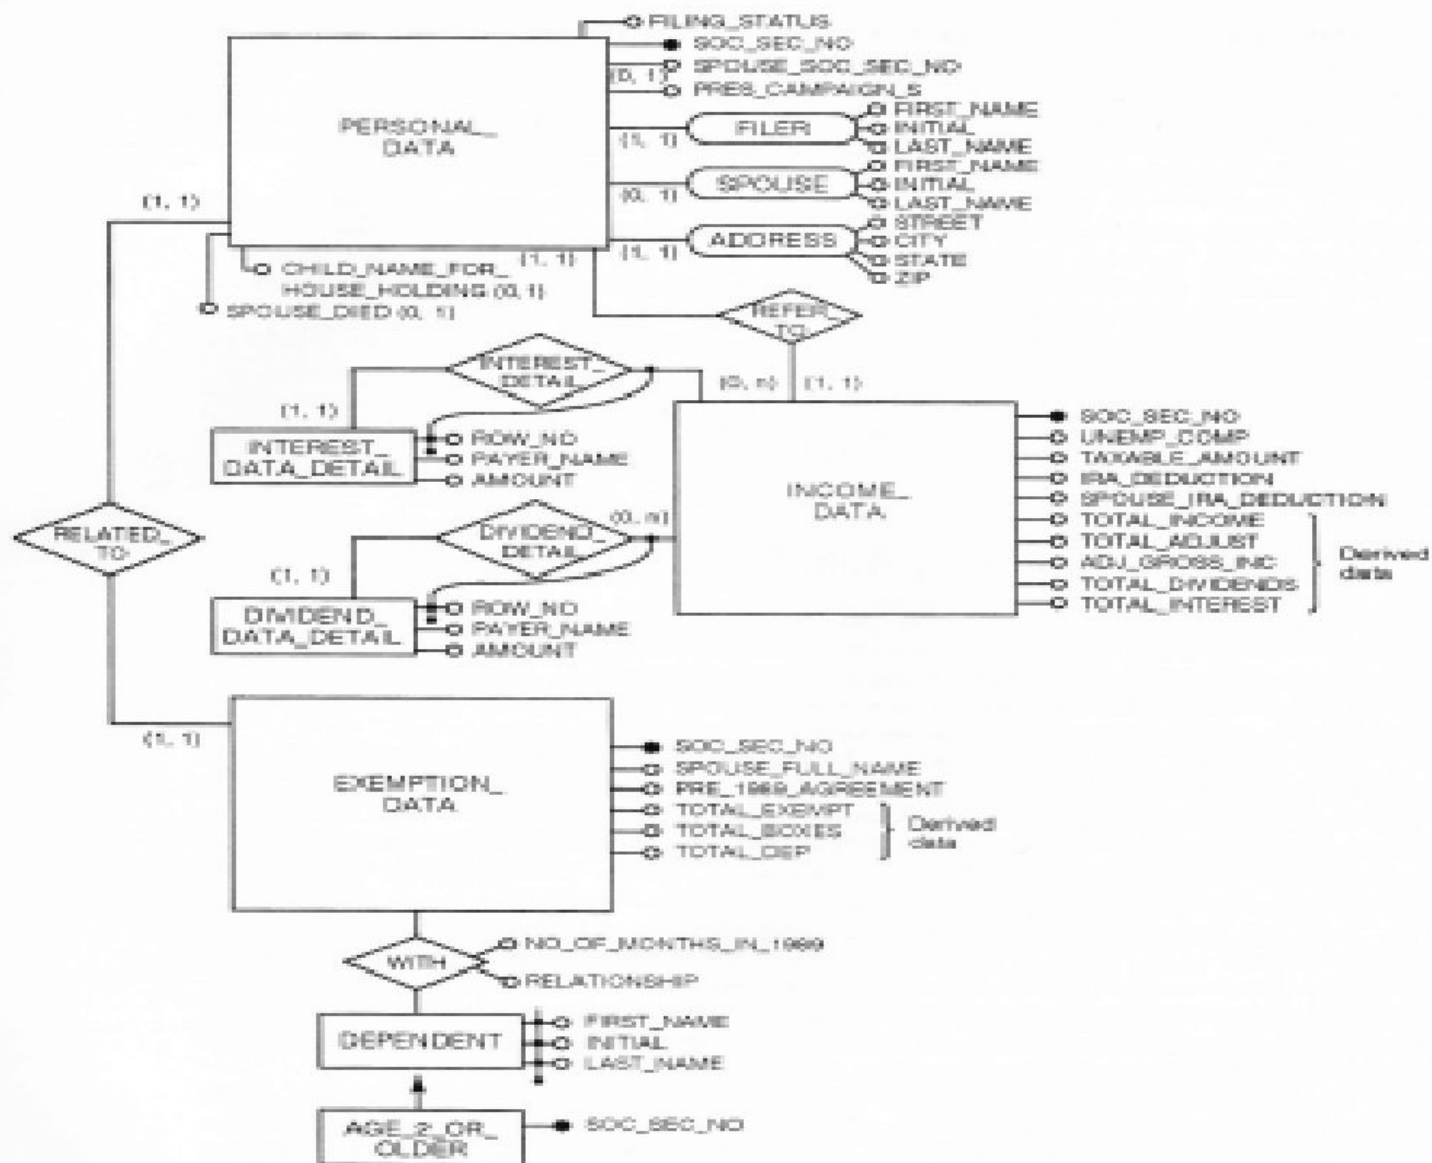 FILING_STATUS
SOC_SEC_NO
SPOUSE_SOC_SEC_NO
(0, 1)
PRES_CAMPAIGN_S
PERSONAL_
DATA
FILER
(1, 1)
FIRST_NAME
INITIAL
LAST_NAME
SPOUSE
(0, 1)
FIRST_NAME
INITIAL
LAST_NAME
ADDRESS
(1, 1)
STREET
CITY
STATE
ZIP
(1, 1)
(1, 1)
CHILD_NAME_FOR_
HOUSE_HOLDING (0,1)
SPOUSE_DIED (0, 1)
REFER_
TO
INTEREST_
DETAIL
(0, n)
(1, 1)
(1, 1)
INTEREST_
DATA_DETAIL
ROW_NO
PAYER_NAME
AMOUNT
INCOME_
DATA
SOC_SEC_NO
UNEMP_COMP
TAXABLE_AMOUNT
IRA_DEDUCTION
SPOUSE_IRA_DEDUCTION
TOTAL_INCOME
TOTAL_ADJUST
ADJ_GROSS_INC
TOTAL_DIVIDENDS
TOTAL_INTEREST
Derived
data
RELATED_
TO
DIVIDEND_
DETAIL
(0, n)
(1, 1)
DIVIDEND_
DATA_DETAIL
ROW_NO
PAYER_NAME
AMOUNT
(1, 1)
EXEMPTION_
DATA
SOC_SEC_NO
SPOUSE_FULL_NAME
PRE_1989_AGREEMENT
TOTAL_EXEMPT
TOTAL_BOXES
TOTAL_DEP
Derived
data
WITH
NO_OF_MONTHS_IN_1989
RELATIONSHIP
DEPENDENT
FIRST_NAME
INITIAL
LAST_NAME
AGE_2_OR_
OLDER
SOC_SEC_NO